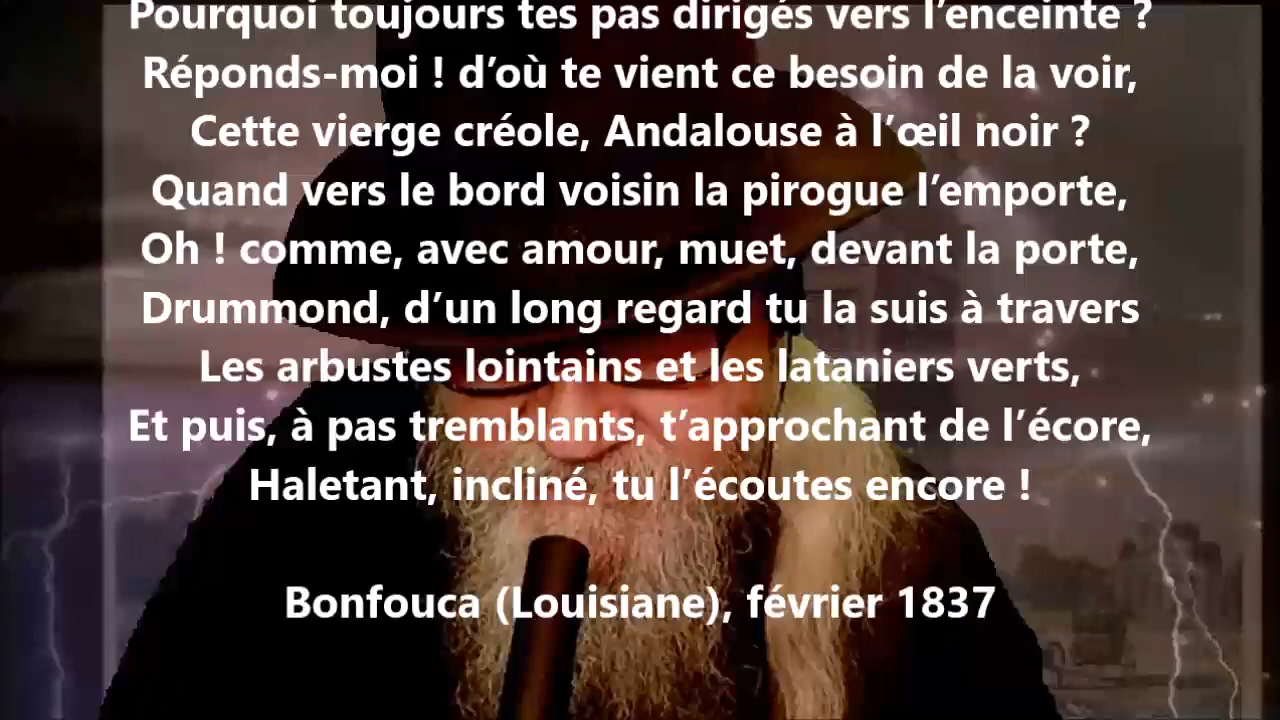 Pourquoi toujours tes pas dirigés vers l’enceinte ?
Réponds-moi ! d’où te vient ce besoin de la voir,
Cette vierge créole, Andalouse à l’œil noir ?
Quand vers le bord voisin la pirogue l’emporte,
Oh ! comme, avec amour, muet, devant la porte,
Drummond, d’un long regard tu la suis à travers
Les arbustes lointains et les lataniers verts,
Et puis, à pas tremblants, t’approchant de l’écore,
Haletant, incliné, tu l’écoutes encore !
Bonfouca (Louisiane), février 1837